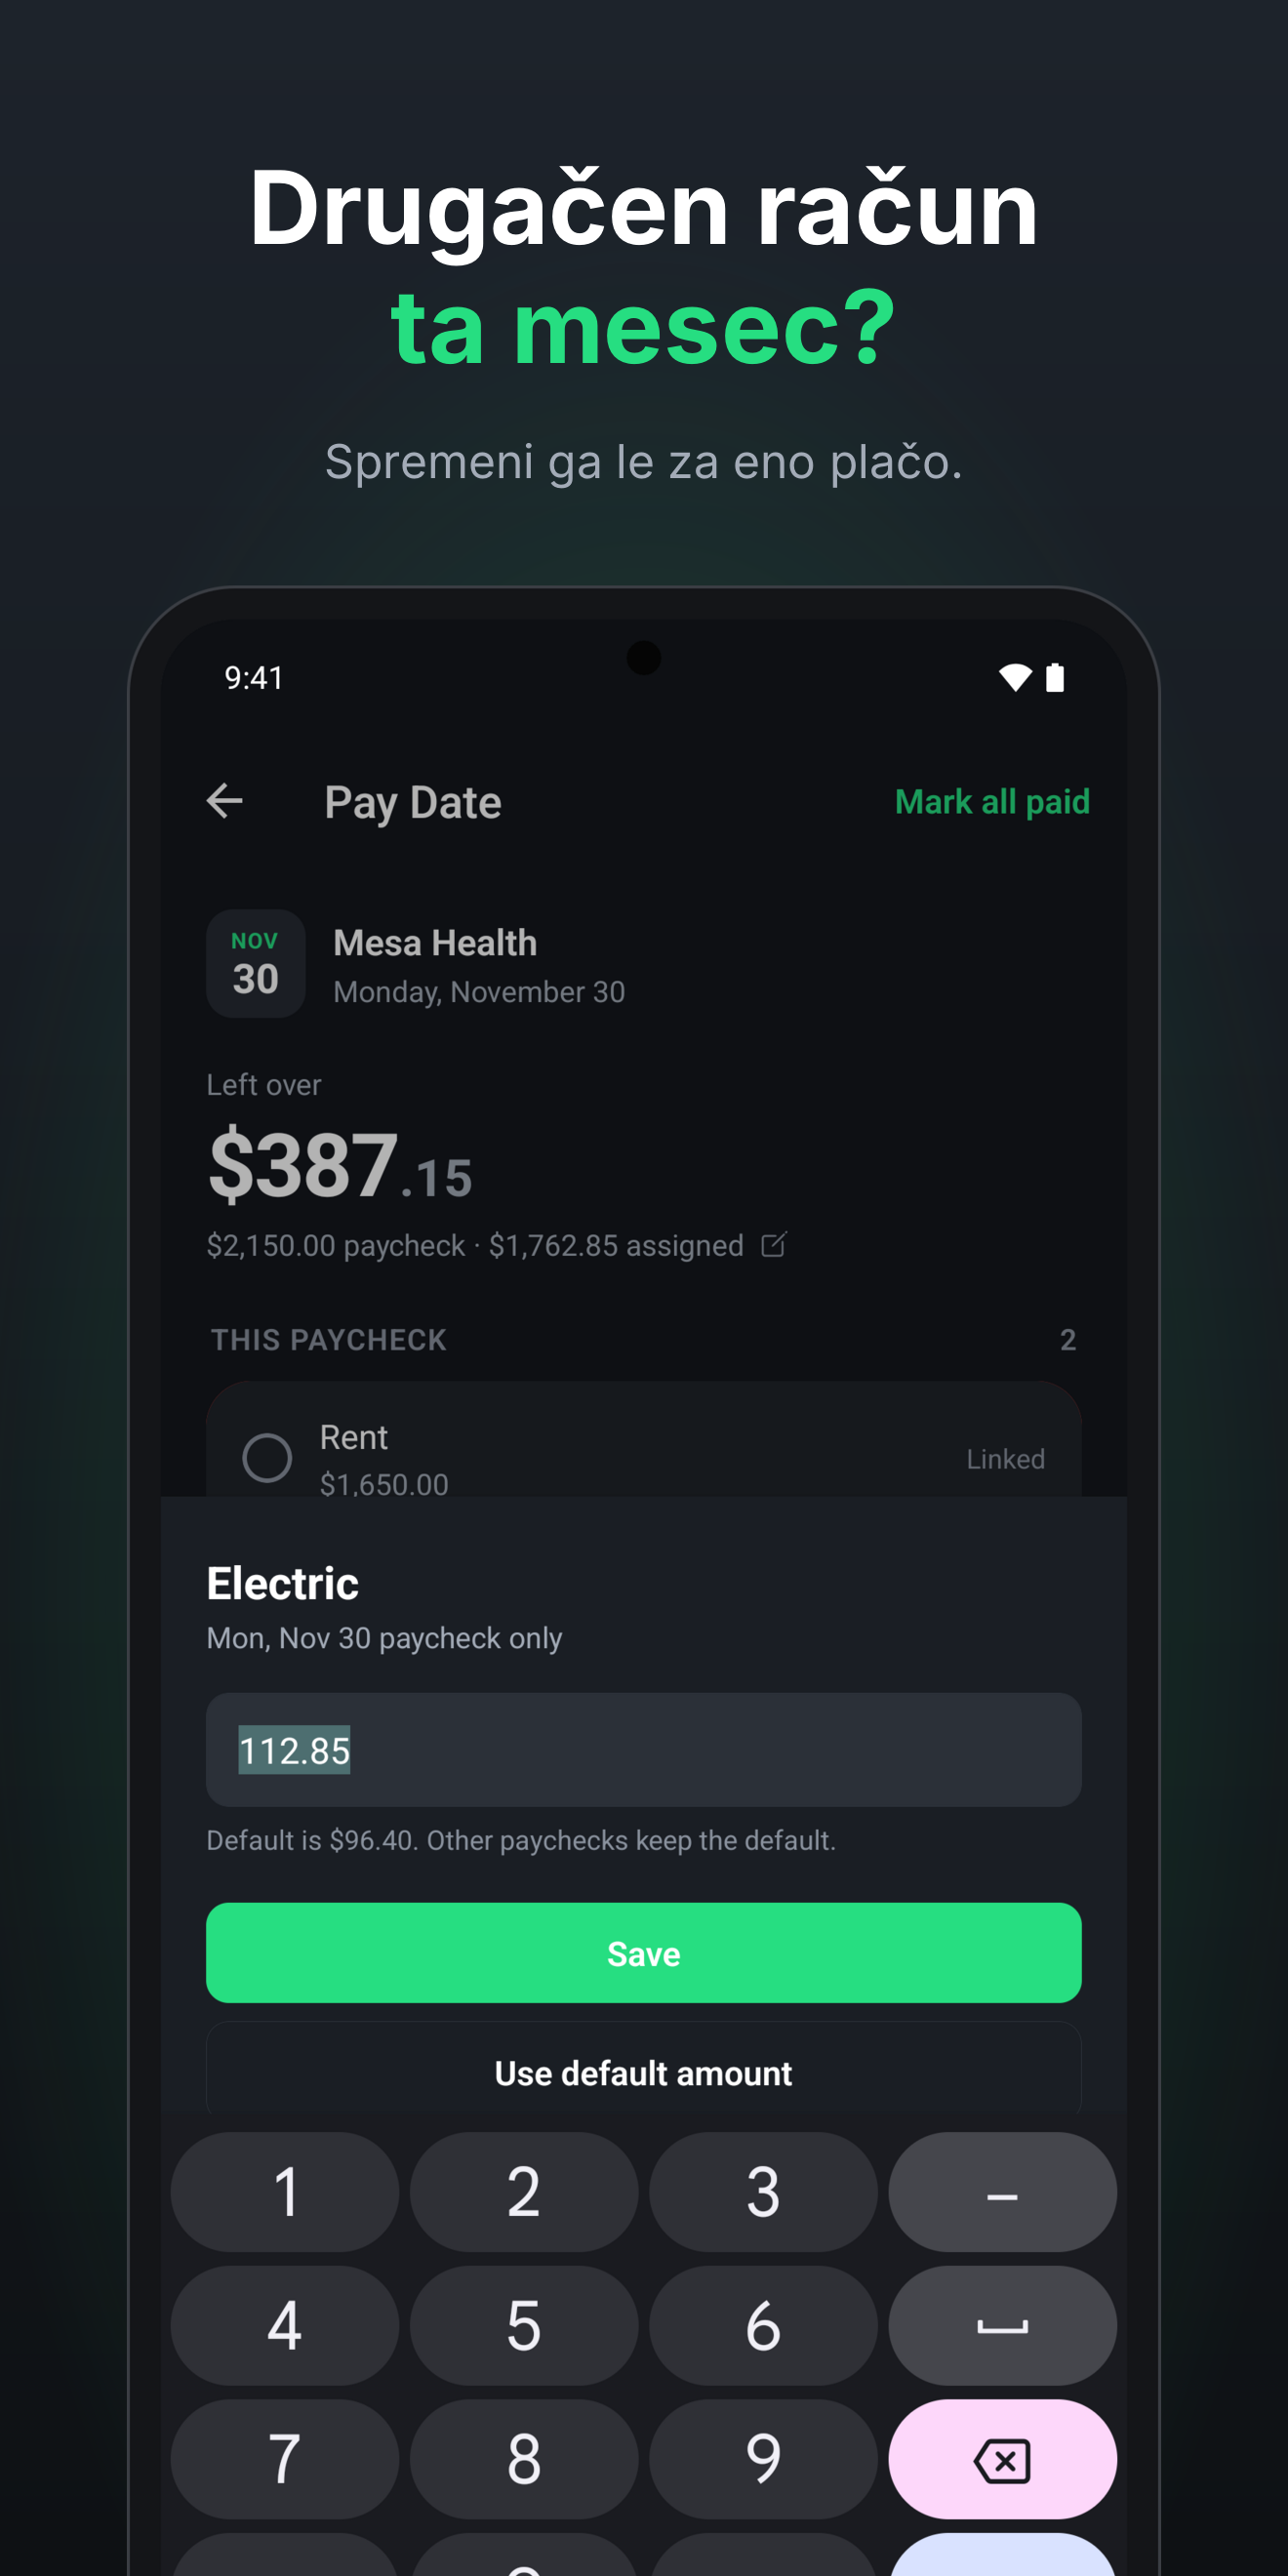 Drugačen račun
ta mesec?
Spremeni ga le za eno plačo.
9:41
Pay Date
Mark all paid
NOV
30
Mesa Health
Monday, November 30
Left over
$387.15
$2,150.00 paycheck · $1,762.85 assigned
THIS PAYCHECK
2
Rent
$1,650.00
Linked
Electric
Mon, Nov 30 paycheck only
112.85
Default is $96.40. Other paychecks keep the default.
Save
Use default amount
1 2 3 –
4 5 6
7 8 9